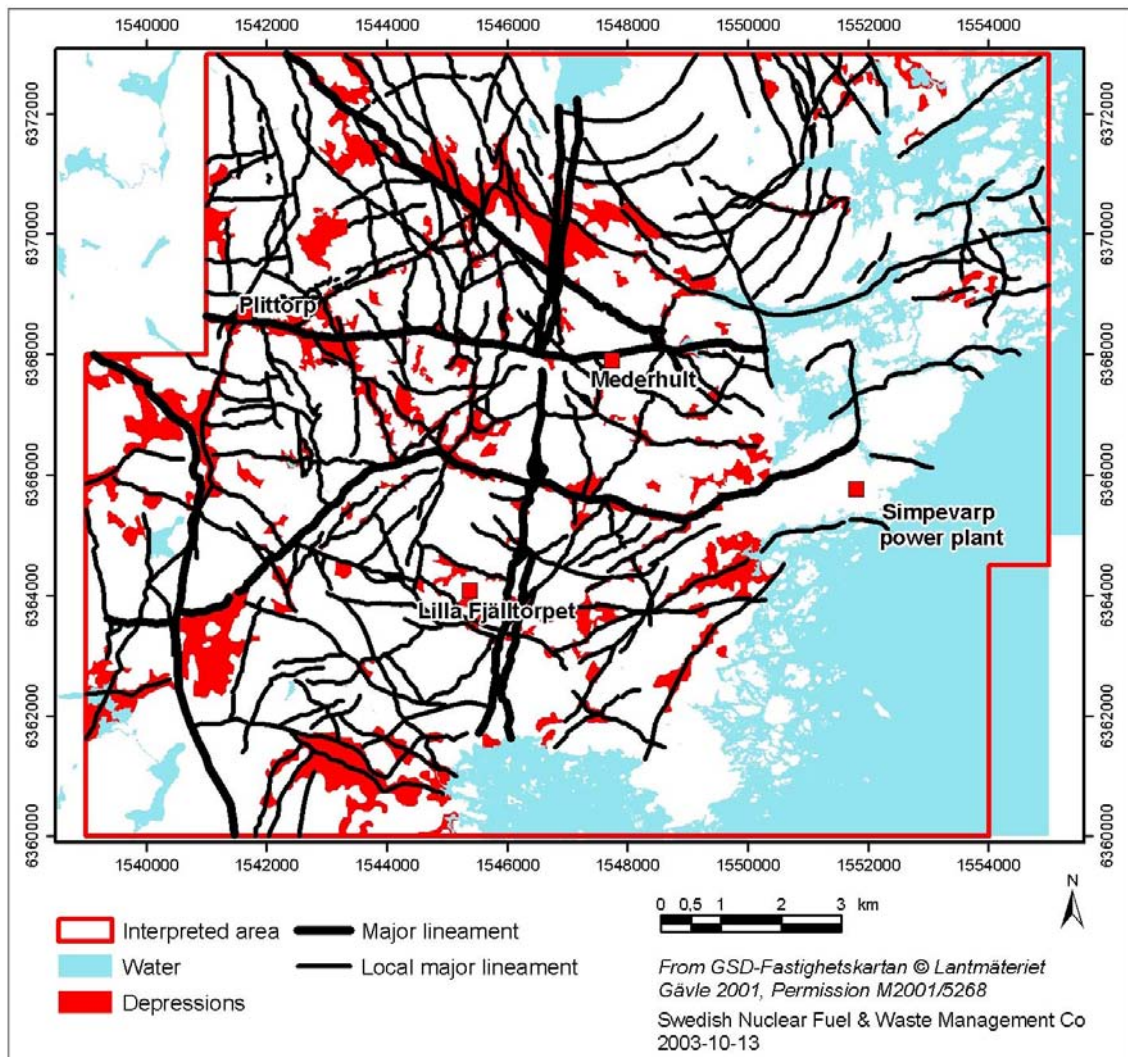 1540000 1542000 1544000 1546000 1548000 1550000 1552000 1554000
6372000 6372000
6370000 6370000
Plittorp
6368000 6368000
Mederhult
6366000 6366000
Simpevarp
power plant
6364000 6364000
Lilla Fjälltorpet
6362000 6362000
6360000 6360000
1540000 1542000 1544000 1546000 1548000 1550000 1552000 1554000
N
0 0,5 1 2 3 km
Interpreted area Major lineament
Water Local major lineament
Depressions
From GSD-Fastighetskartan © Lantmäteriet
Gävle 2001, Permission M2001/5268
Swedish Nuclear Fuel & Waste Management Co
2003-10-13